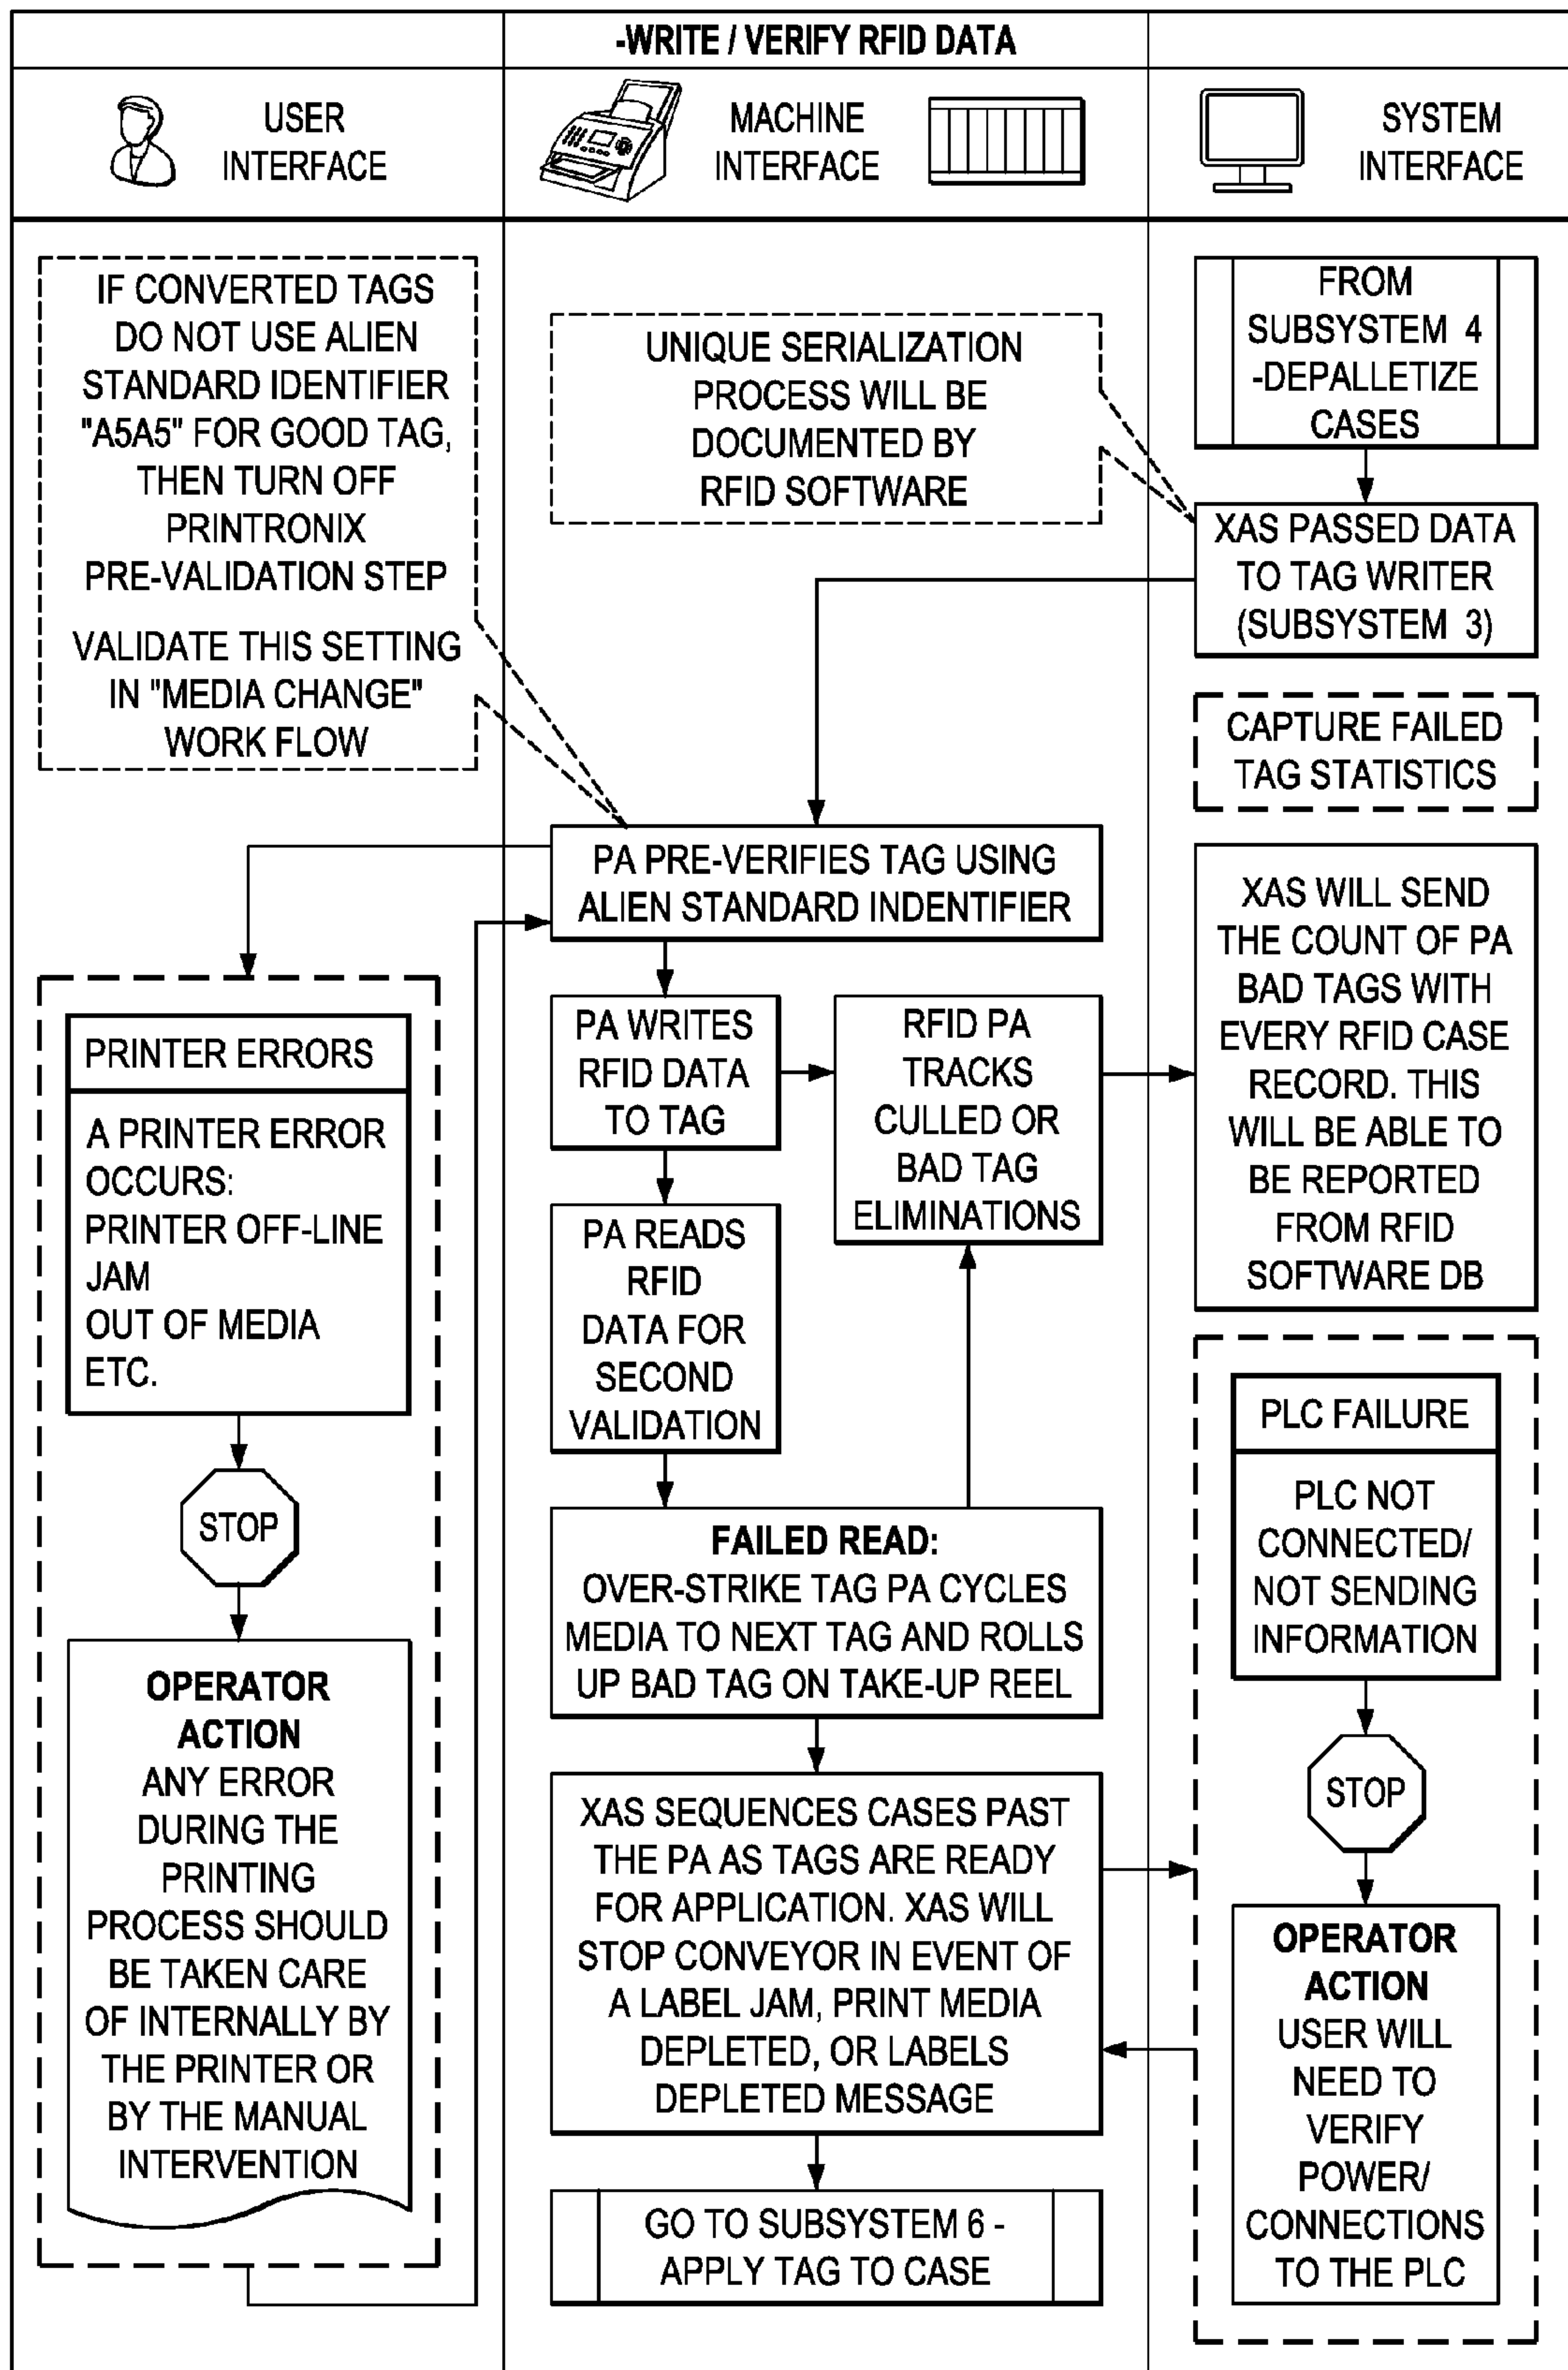 -WRITE / VERIFY RFID DATA
USER
INTERFACE
MACHINE
INTERFACE
SYSTEM
INTERFACE
IF CONVERTED TAGS
DO NOT USE ALIEN
STANDARD IDENTIFIER
"A5A5" FOR GOOD TAG,
THEN TURN OFF
PRINTRONIX
PRE-VALIDATION STEP
VALIDATE THIS SETTING
IN "MEDIA CHANGE"
WORK FLOW
UNIQUE SERIALIZATION
PROCESS WILL BE
DOCUMENTED BY
RFID SOFTWARE
FROM
SUBSYSTEM 4
-DEPALLETIZE
CASES
XAS PASSED DATA
TO TAG WRITER
(SUBSYSTEM 3)
CAPTURE FAILED
TAG STATISTICS
PA PRE-VERIFIES TAG USING
ALIEN STANDARD INDENTIFIER
XAS WILL SEND
THE COUNT OF PA
BAD TAGS WITH
EVERY RFID CASE
RECORD. THIS
WILL BE ABLE TO
BE REPORTED
FROM RFID
SOFTWARE DB
PRINTER ERRORS
A PRINTER ERROR
OCCURS:
PRINTER OFF-LINE
JAM
OUT OF MEDIA
ETC.
STOP
OPERATOR
ACTION
ANY ERROR
DURING THE
PRINTING
PROCESS SHOULD
BE TAKEN CARE
OF INTERNALLY BY
THE PRINTER OR
BY THE MANUAL
INTERVENTION
PA WRITES
RFID DATA
TO TAG
RFID PA
TRACKS
CULLED OR
BAD TAG
ELIMINATIONS
PA READS
RFID
DATA FOR
SECOND
VALIDATION
FAILED READ:
OVER-STRIKE TAG PA CYCLES
MEDIA TO NEXT TAG AND ROLLS
UP BAD TAG ON TAKE-UP REEL
XAS SEQUENCES CASES PAST
THE PA AS TAGS ARE READY
FOR APPLICATION. XAS WILL
STOP CONVEYOR IN EVENT OF
A LABEL JAM, PRINT MEDIA
DEPLETED, OR LABELS
DEPLETED MESSAGE
GO TO SUBSYSTEM 6 -
APPLY TAG TO CASE
PLC FAILURE
PLC NOT
CONNECTED/
NOT SENDING
INFORMATION
STOP
OPERATOR
ACTION
USER WILL
NEED TO
VERIFY
POWER/
CONNECTIONS
TO THE PLC